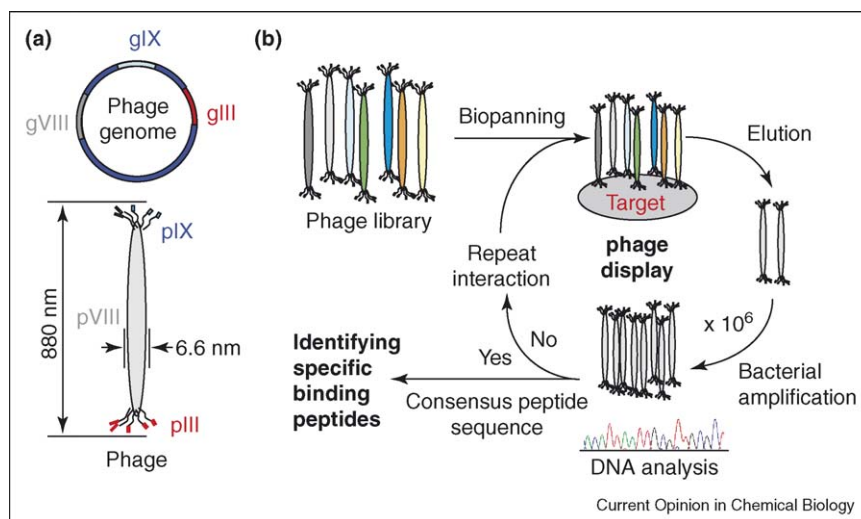 (a)
gIX
gVIII
Phage
genome
gIII
880 nm
pIX
pVIII
6.6 nm
pIII
Phage
(b)
Phage library
Biopanning
Target
phage
display
Elution
x 10⁶
Bacterial
amplification
DNA analysis
Repeat
interaction
No
Yes
Consensus peptide
sequence
Identifying
specific
binding
peptides
Current Opinion in Chemical Biology